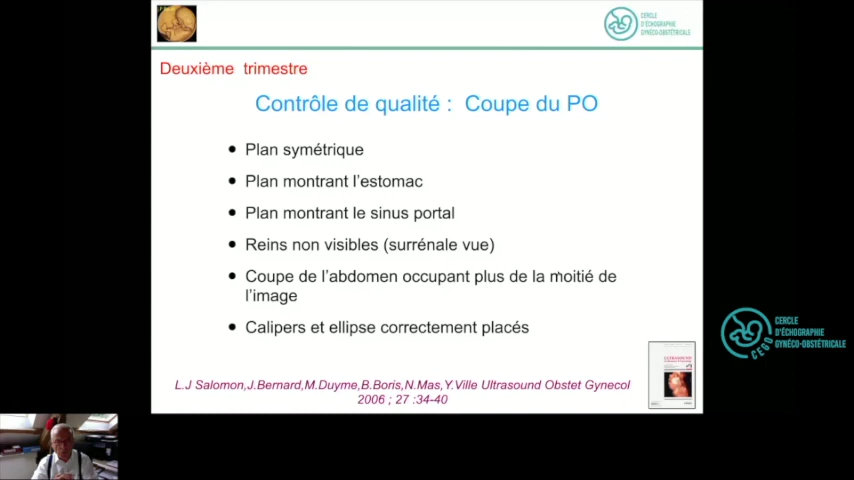 CERCLE
D'ÉCHOGRAPHIE
GYNÉCO-OBSTÉTRICALE
Deuxième trimestre
Contrôle de qualité : Coupe du PO
• Plan symétrique
• Plan montrant l'estomac
• Plan montrant le sinus portal
• Reins non visibles (surrénale vue)
• Coupe de l'abdomen occupant plus de la moitié de
l'image
• Calipers et ellipse correctement placés
L.J Salomon,J.Bernard,M.Duyme,B.Boris,N.Mas,Y.Ville Ultrasound Obstet Gynecol
2006 ; 27 :34-40
ULTRASOUND
CEGO
CERCLE
D'ÉCHOGRAPHIE
GYNÉCO-OBSTÉTRICALE